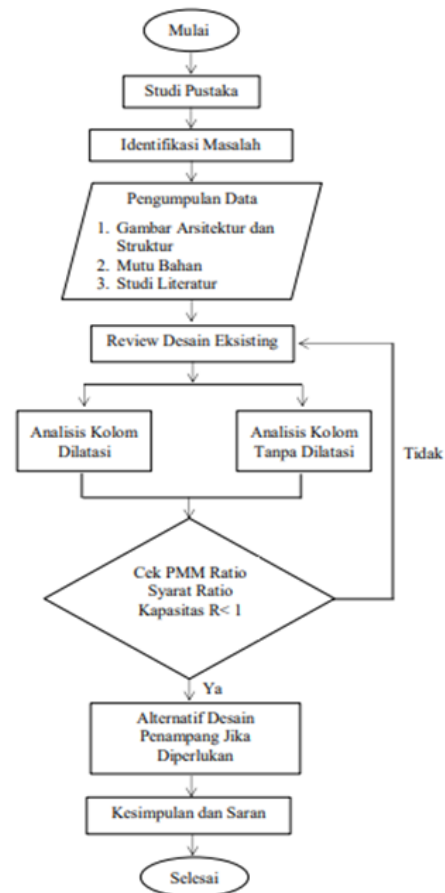 Mulai
Studi Pustaka
Identifikasi Masalah
Pengumpulan Data
1. Gambar Arsitektur dan
Struktur
2. Mutu Bahan
3. Studi Literatur
Review Desain Eksisting
Analisis Kolom
Dilatasi
Analisis Kolom
Tanpa Dilatasi
Tidak
Cek PMM Ratio
Syarat Ratio
Kapasitas R< 1
Ya
Alternatif Desain
Penampang Jika
Diperlukan
Kesimpulan dan Saran
Selesai